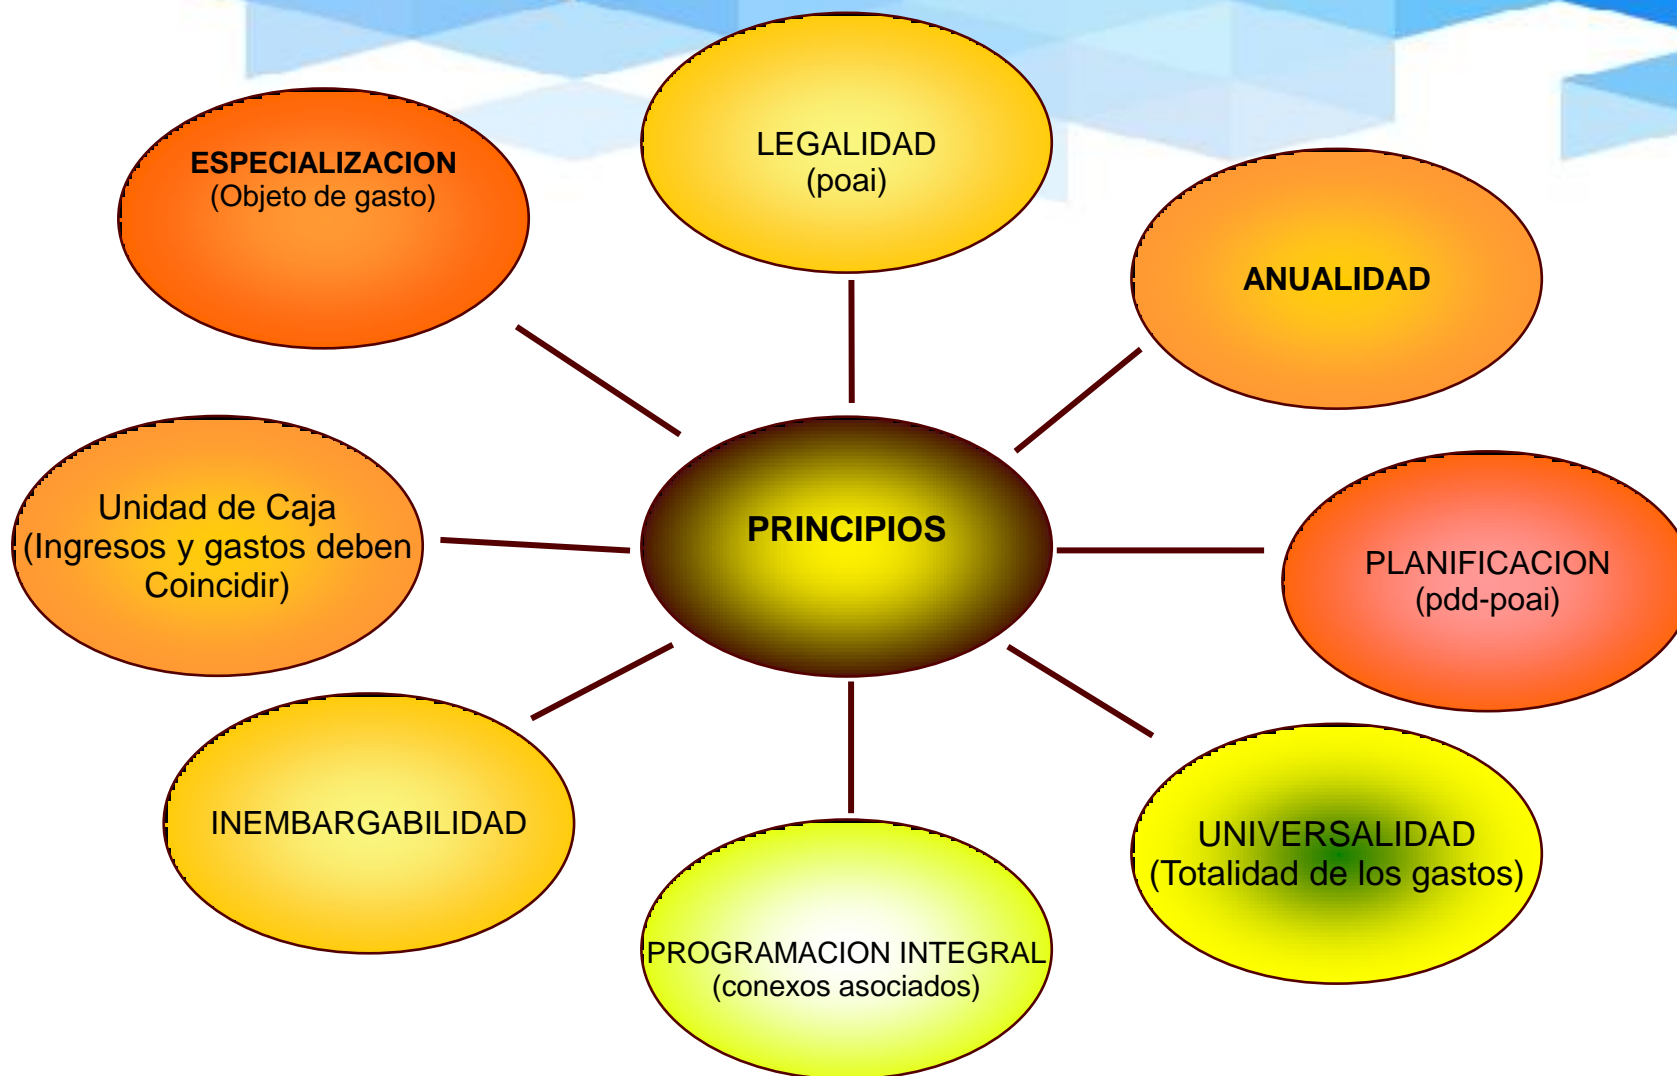 LEGALIDAD
(poai)
ESPECIALIZACION
(Objeto de gasto)
ANUALIDAD
Unidad de Caja
(Ingresos y gastos deben
Coincidir)
PRINCIPIOS
PLANIFICACION
(pdd-poai)
INEMBARGABILIDAD
UNIVERSALIDAD
(Totalidad de los gastos)
PROGRAMACION INTEGRAL
(conexos asociados)